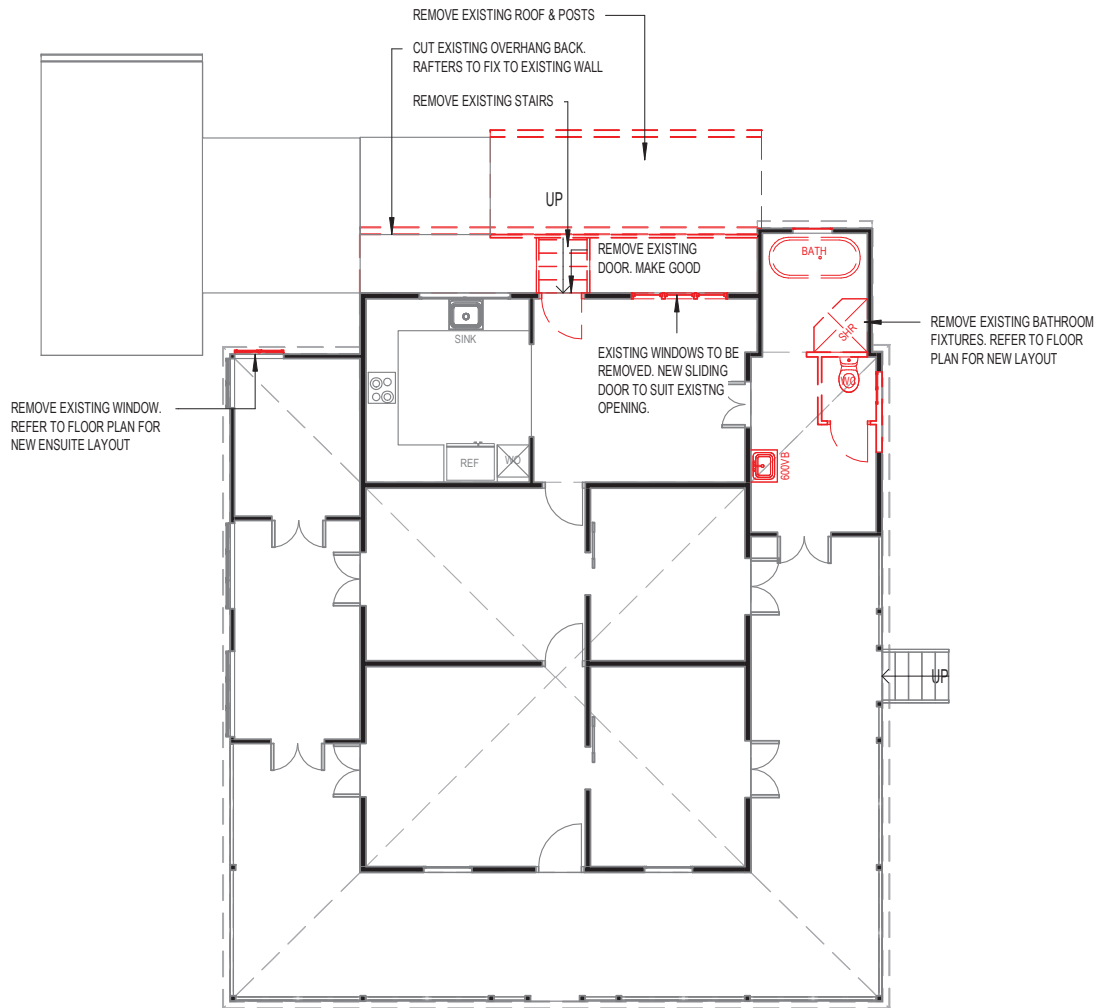 REMOVE EXISTING ROOF & POSTS
CUT EXISTING OVERHANG BACK.
RAFTERS TO FIX TO EXISTING WALL
REMOVE EXISTING STAIRS
UP
REMOVE EXISTING
DOOR. MAKE GOOD
BATH
SHR
REMOVE EXISTING BATHROOM
FIXTURES. REFER TO FLOOR
PLAN FOR NEW LAYOUT
SINK
EXISTING WINDOWS TO BE
REMOVED. NEW SLIDING
DOOR TO SUIT EXISTNG
OPENING.
WC
REMOVE EXISTING WINDOW.
REFER TO FLOOR PLAN FOR
NEW ENSUITE LAYOUT
REF
WO
600VB
UP